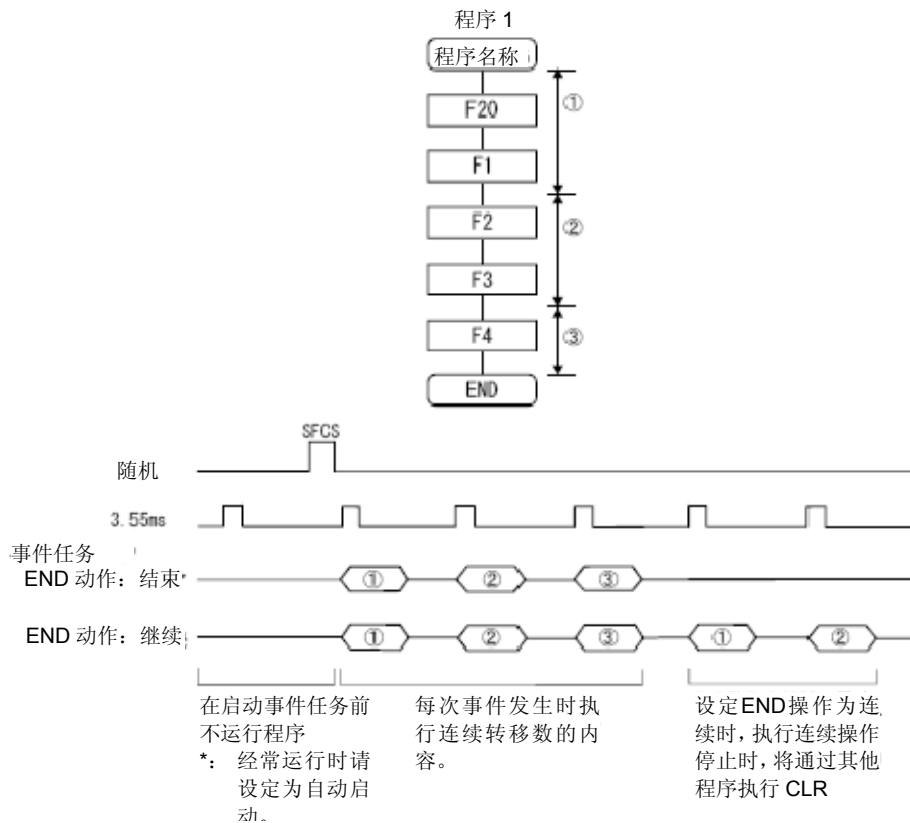 程序 1
程序名称
F20
①
F1
F2
②
F3
F4
③
END
SFCS
随机
3.55ms
事件任务
END 动作：结束*
① ② ③
END 动作：继续
① ② ③ ① ②
在启动事件任务前
不运行程序
*： 经常运行时请
设定为自动启
动。
每次事件发生时执
行连续转移数的内
容。
设定END操作为连
续时，执行连续操作
停止时，将通过其他
程序执行 CLR